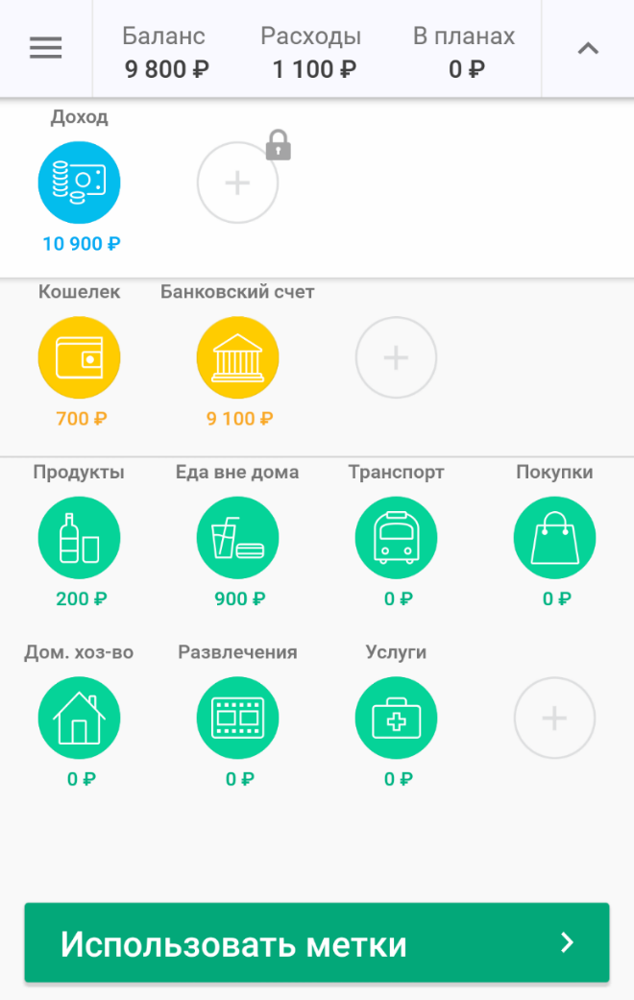 Баланс Расходы В планах
9 800 ₽ 1 100 ₽ 0 ₽
Доход
10 900 ₽
Кошелек Банковский счет
700 ₽ 9 100 ₽
Продукты Еда вне дома Транспорт Покупки
200 ₽ 900 ₽ 0 ₽ 0 ₽
Дом. хоз-во Развлечения Услуги
0 ₽ 0 ₽ 0 ₽
Использовать метки